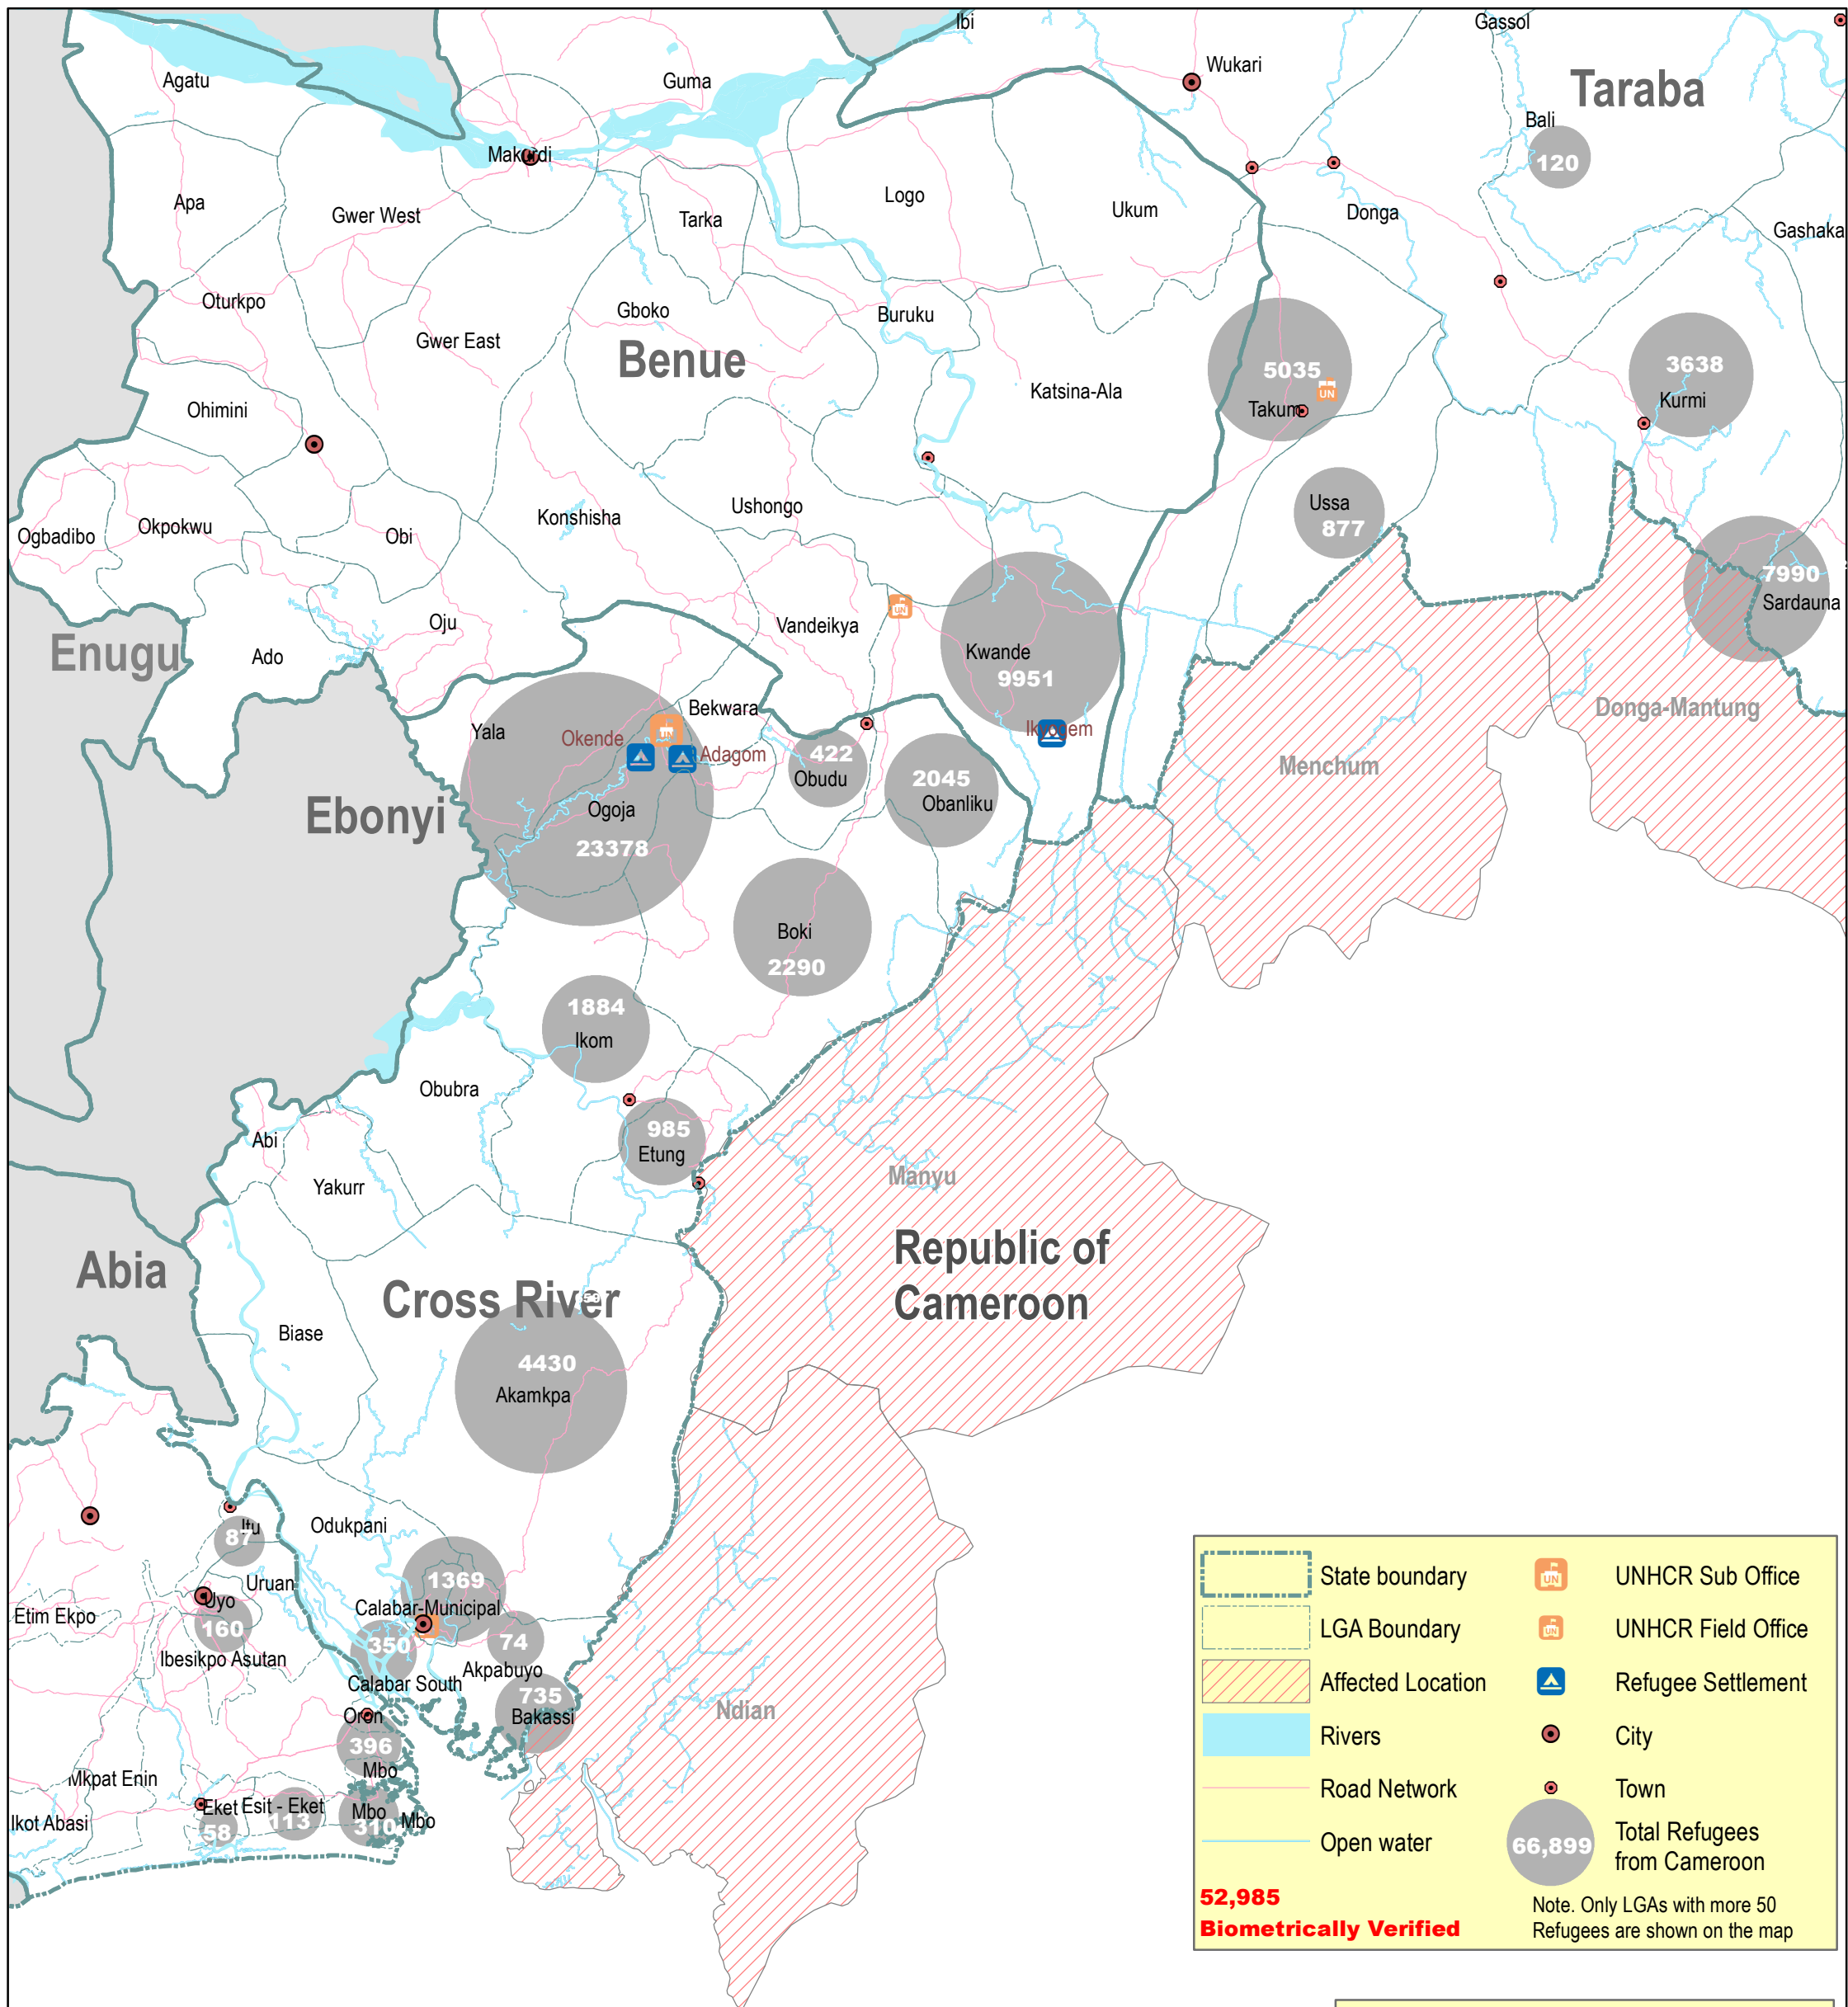 Ibi
Gassol
Wukari
Agatu
Guma
Taraba
Bali
120
Makurdi
Apa
Gwer West
Tarka
Logo
Ukum
Donga
Gashaka
Oturkpo
Gboko
Buruku
Gwer East
Benue
Katsina-Ala
5035
Takum
UN
3638
Kurmi
Ohimini
Ushongo
Ussa
877
Ogbadibo
Okpokwu
Obi
Konshisha
7990
Sardauna
UN
Oju
Vandeikya
Kwande
9951
Enugu
Ado
Bekwara
Donga-Mantung
Yala
Okende
UN
Adagom
Ikyogem
Menchum
422
Obudu
2045
Obanliku
Ebonyi
Ogoja
23378
Boki
2290
1884
Ikom
Obubra
985
Etung
Abi
Yakurr
Manyu
Republic of
Cameroon
Abia
Cross River
Biase
4430
Akamkpa
Odukpani
Itu
87
1369
Uruan
Calabar-Municipal
Uyo
Etim Ekpo
160
350
74
Ibesikpo Asutan
Akpabuyo
Calabar South
735
Bakassi
Ndian
Oron
396
Mbo
Mkpat Enin
Eket
Esit - Eket
Mbo
Mbo
Ikot Abasi
58
113
310
State boundary
UN
UNHCR Sub Office
LGA Boundary
UN
UNHCR Field Office
Affected Location
Refugee Settlement
Rivers
City
Road Network
Town
Open water
66,899
Total Refugees
from Cameroon
52,985
Biometrically Verified
Note. Only LGAs with more 50
Refugees are shown on the map